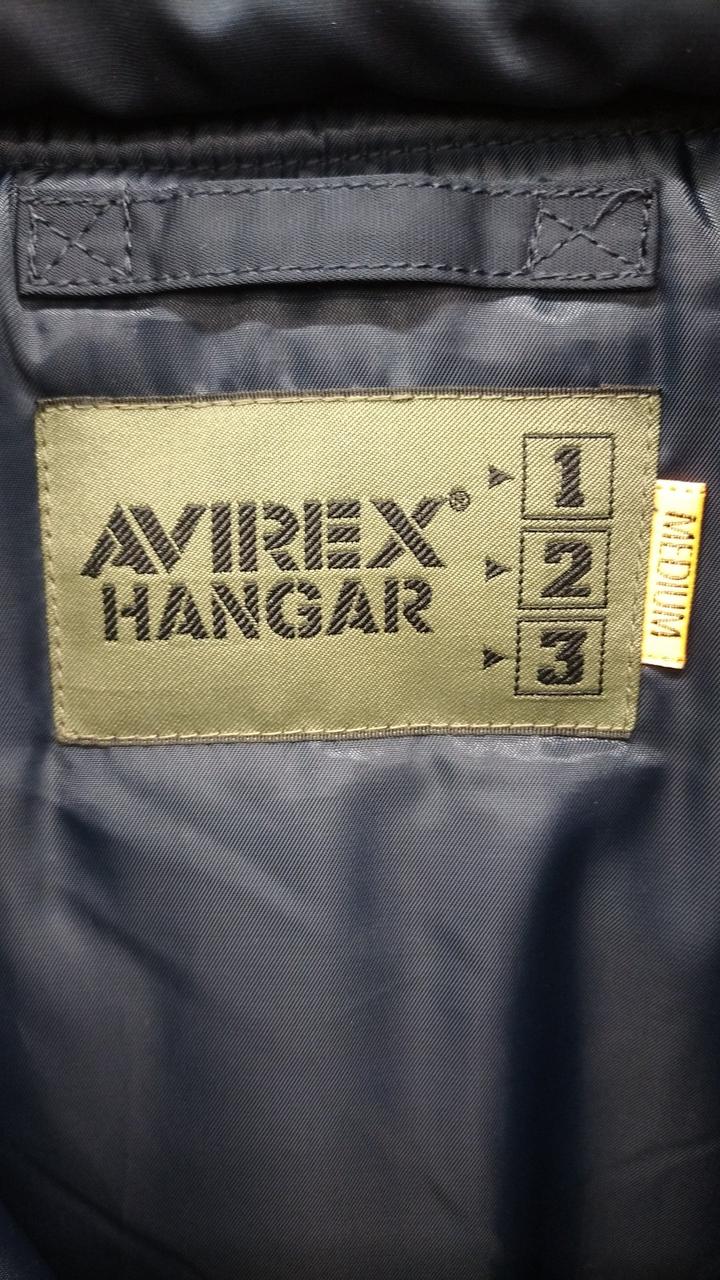 AVIREX®
HANGAR
1
2
3
MEDIUM